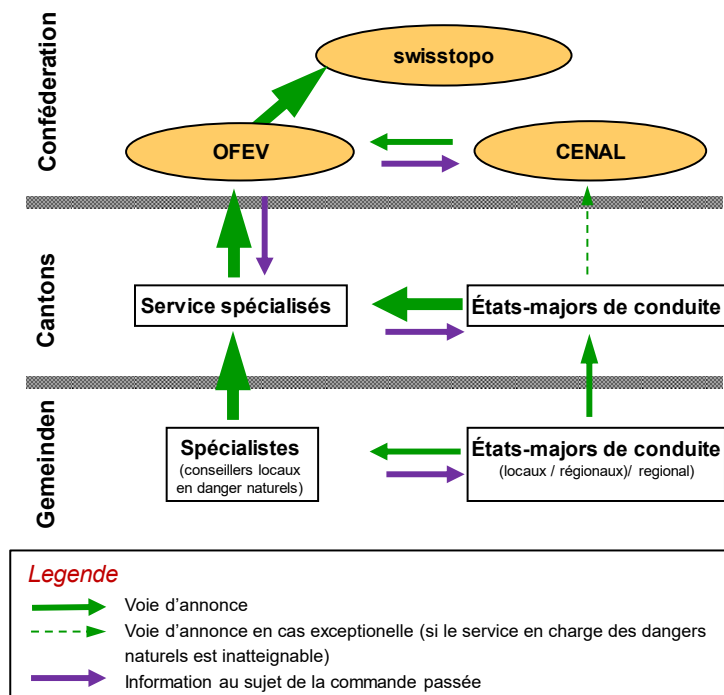 Confédération
swisstopo
OFEV
CENAL
Cantons
Service spécialisés
États-majors de conduite
Gemeinden
Spécialistes
(conseillers locaux
en danger naturels)
États-majors de conduite
(locaux / régionaux)/ regional)
Legende
Voie d’annonce
Voie d’annonce en cas exceptionelle (si le service en charge des dangers
naturels est inatteignable)
Information au sujet de la commande passée